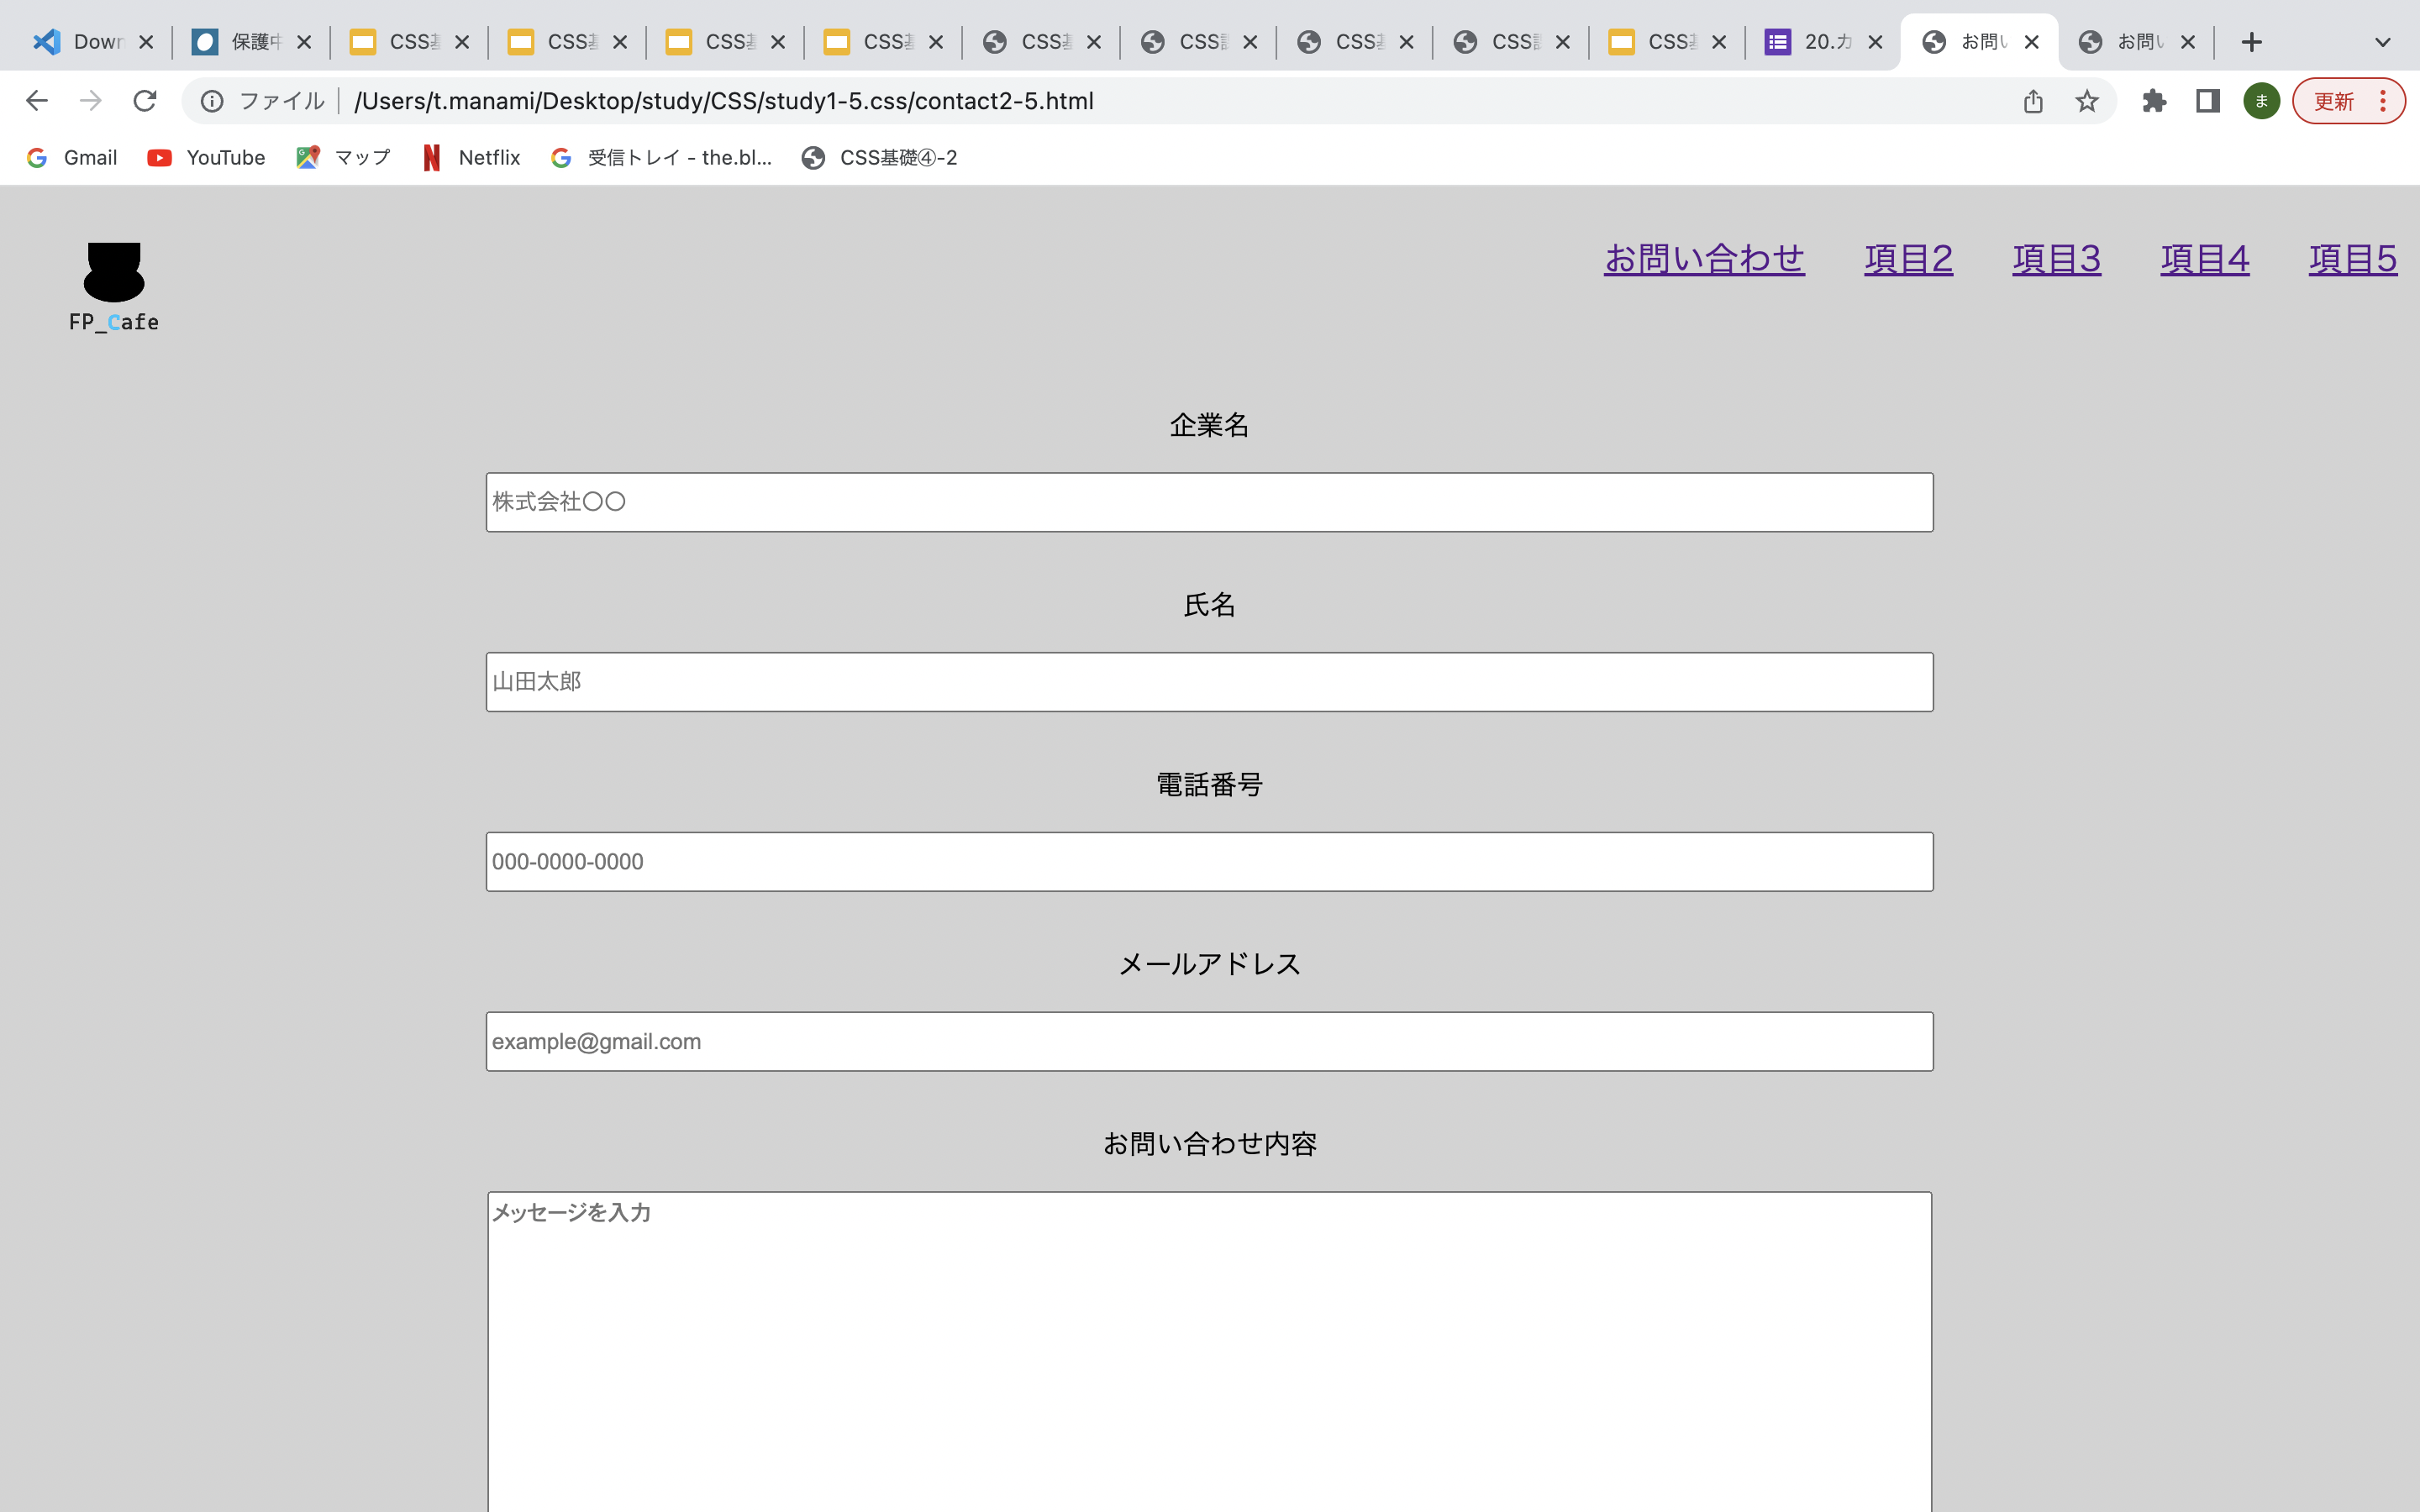 Down
保護中
CSS基
CSS基
CSS基
CSS基
CSS基
CSS課
CSS基
CSS課
CSS基
20.カ
お問い
お問い
ファイル
/Users/t.manami/Desktop/study/CSS/study1-5.css/contact2-5.html
ま
更新
Gmail
YouTube
マップ
Netflix
受信トレイ - the.bl...
CSS基礎④-2
FP_Cafe
お問い合わせ
項目2
項目3
項目4
項目5
企業名
株式会社〇〇
氏名
山田太郎
電話番号
000-0000-0000
メールアドレス
example@gmail.com
お問い合わせ内容
メッセージを入力